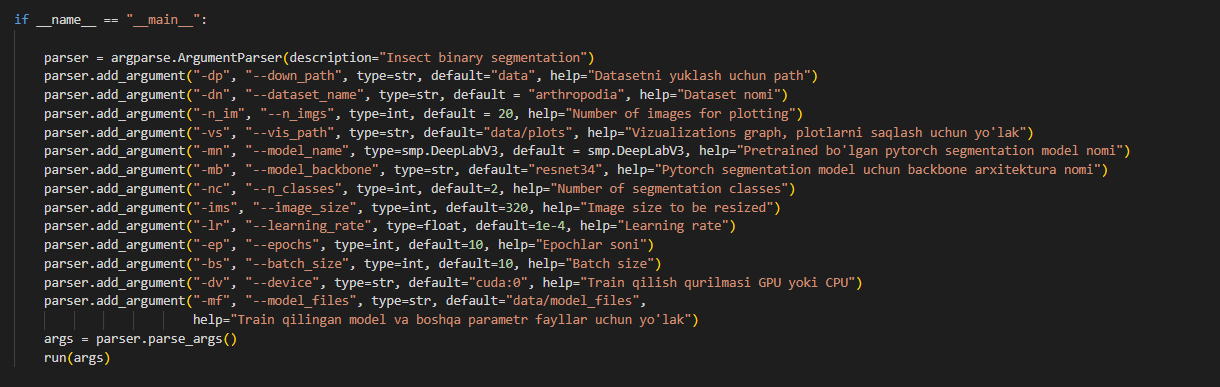 if __name__ == "__main__":
parser = argparse.ArgumentParser(description="Insect binary segmentation")
parser.add_argument("-dp", "--down_path", type=str, default="data", help="Datasetni yuklash uchun path")
parser.add_argument("-dn", "--dataset_name", type=str, default = "arthropodia", help="Dataset nomi")
parser.add_argument("-n_im", "--n_imgs", type=int, default = 20, help="Number of images for plotting")
parser.add_argument("-vs", "--vis_path", type=str, default="data/plots", help="Vizualizations graph, plotlarni saqlash uchun yo'lak")
parser.add_argument("-mn", "--model_name", type=smp.DeepLabV3, default = smp.DeepLabV3, help="Pretrained bo'lgan pytorch segmentation model nomi")
parser.add_argument("-mb", "--model_backbone", type=str, default="resnet34", help="Pytorch segmentation model uchun backbone arxitektura nomi")
parser.add_argument("-nc", "--n_classes", type=int, default=2, help="Number of segmentation classes")
parser.add_argument("-ims", "--image_size", type=int, default=320, help="Image size to be resized")
parser.add_argument("-lr", "--learning_rate", type=float, default=1e-4, help="Learning rate")
parser.add_argument("-ep", "--epochs", type=int, default=10, help="Epochlar soni")
parser.add_argument("-bs", "--batch_size", type=int, default=10, help="Batch size")
parser.add_argument("-dv", "--device", type=str, default="cuda:0", help="Train qilish qurilmasi GPU yoki CPU")
parser.add_argument("-mf", "--model_files", type=str, default="data/model_files",
help="Train qilingan model va boshqa parametr fayllar uchun yo'lak")
args = parser.parse_args()
run(args)